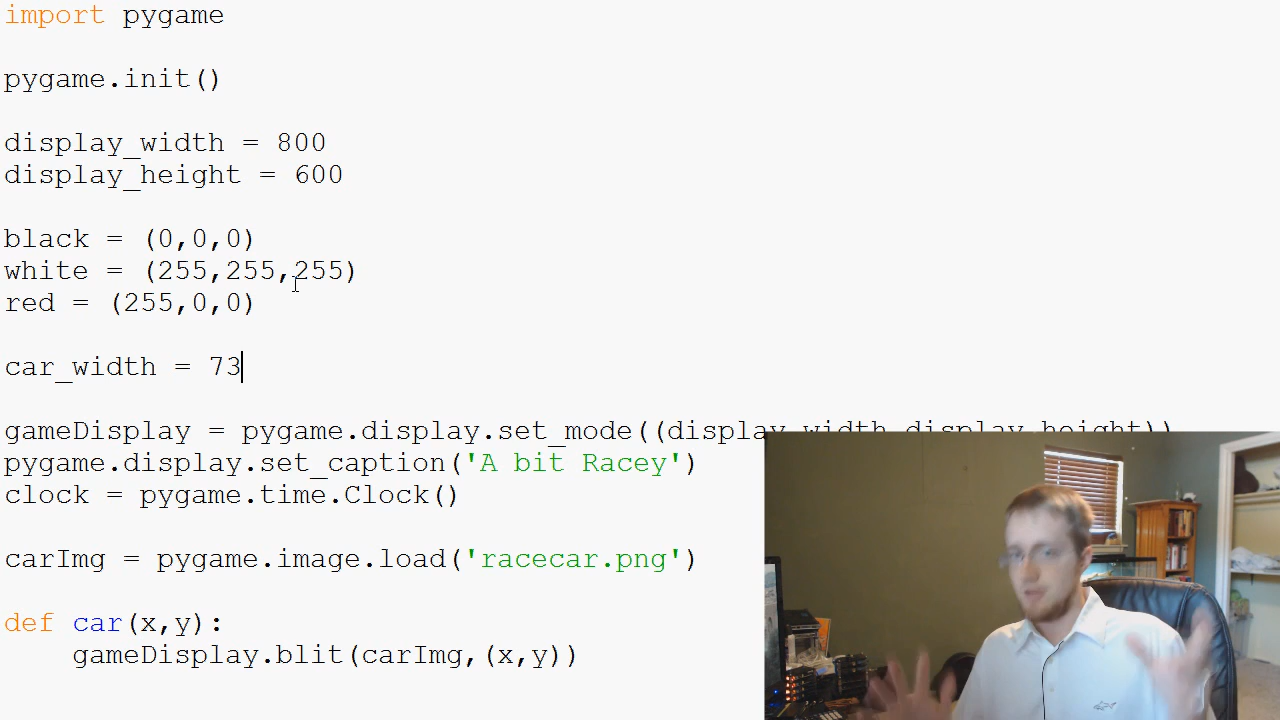 import pygame
pygame.init()
display_width = 800
display_height = 600
black = (0,0,0)
white = (255,255,255)
red = (255,0,0)
car_width = 73
gameDisplay = pygame.display.set_mode((display_width,display_height))
pygame.display.set_caption('A bit Racey')
clock = pygame.time.Clock()
carImg = pygame.image.load('racecar.png')
def car(x,y):
    gameDisplay.blit(carImg,(x,y))